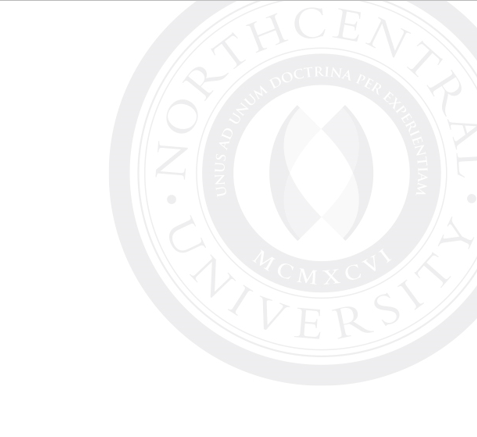 NORTHCENTRAL
UNUS AD UNUM DOCTRINA PER EXPERIENTIAM
MCMXCVI
UNIVERSITY